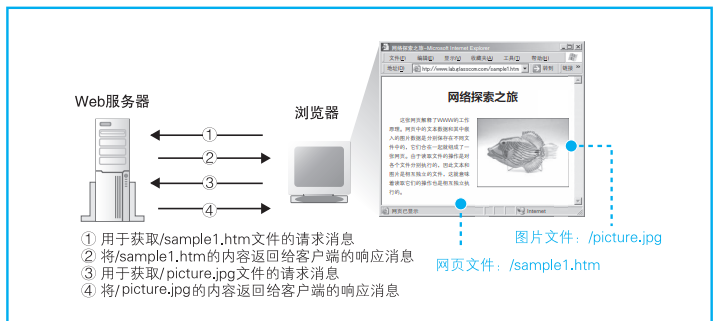 网络探索之旅-Microsoft Internet Explorer
文件(F) 编辑(E) 显示(V) 收藏夹(A) 工具(T) 帮助(H)
地址(D) http://www.lab.glasscom.com/sample1.htm 转到 链接 »
网络探索之旅
这张网页解释了WWW的工作
原理。网页中的文本数据和其中嵌
入的图片数据是分别保存在不同文
件中的,它们合在一起就组成了一
张网页。由于读取文件的操作是对
各个文件分别执行的,因此文本和
图片是相互独立的文件,这就意味
着读取它们的操作也是相互独立执
行的。
网页已显示 Internet
Web服务器
浏览器
①
②
③
④
图片文件:/picture.jpg
网页文件:/sample1.htm
① 用于获取/sample1.htm文件的请求消息
② 将/sample1.htm的内容返回给客户端的响应消息
③ 用于获取/picture.jpg文件的请求消息
④ 将/picture.jpg的内容返回给客户端的响应消息